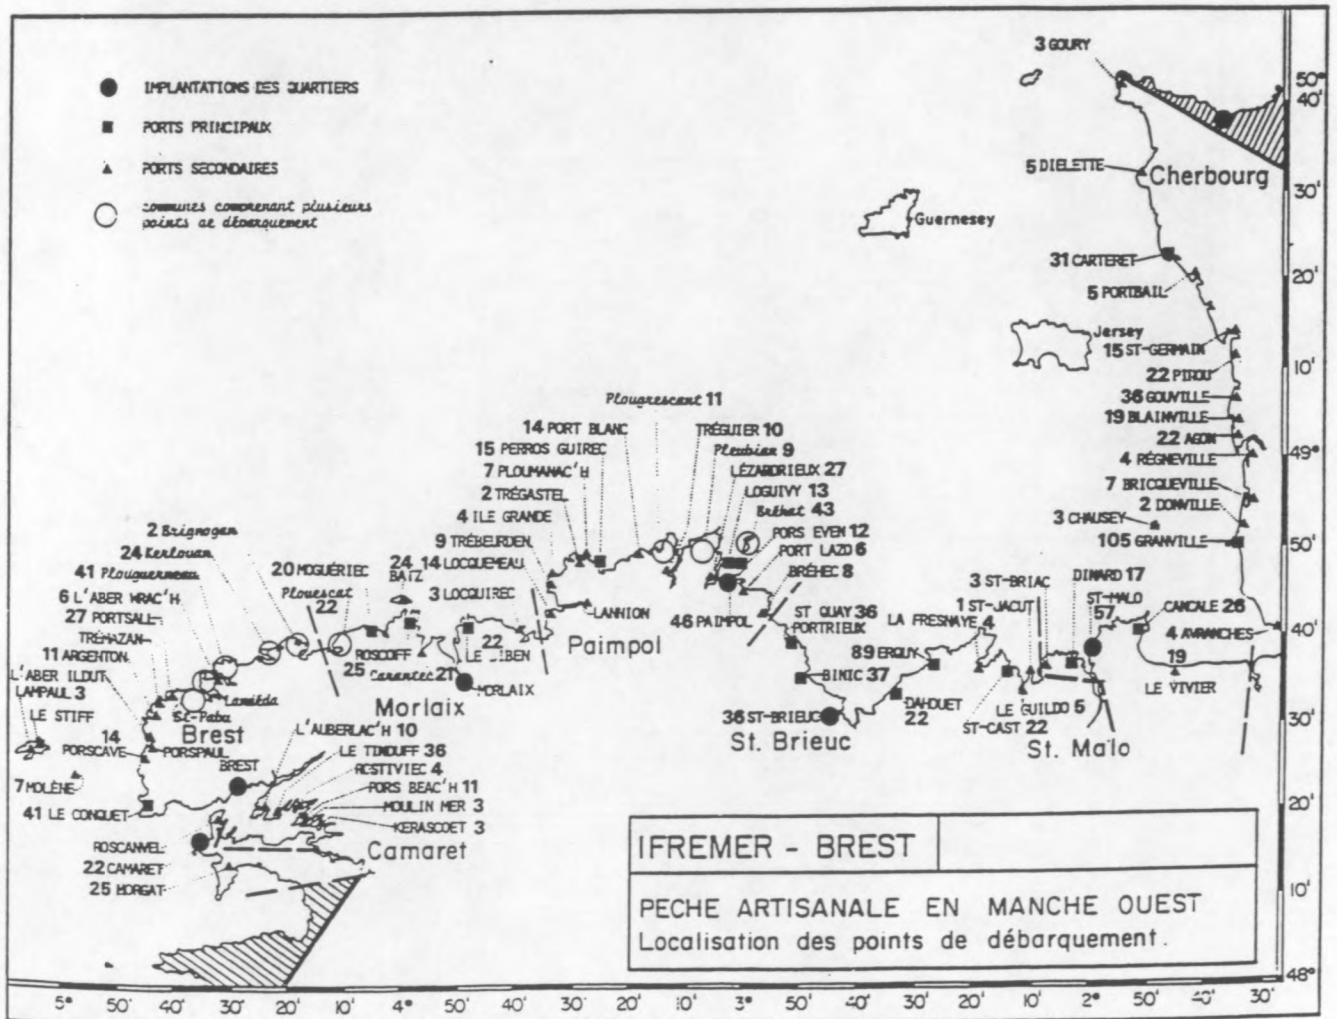 IMPLANTATIONS DES QUARTIERS
PORTS PRINCIPAUX
PORTS SECONDAIRES
communes comprenant plusieurs
points de débarquement
3 GOURY
5 DIELETTE
Cherbourg
Guernesey
31 CARTERET
5 PORTBAIL
Jersey
15 ST-GERMAIN
22 PIROU
36 GOUVILLE
19 BLAINVILLE
22 AGON
4 RÉGNEVILLE
7 BRICQUEVILLE
2 DONVILLE
3 CHAUSEY
105 GRANVILLE
4 AVRANCHES
CANCALE 26
19
LE VIVIER
DINARD 17
ST-MALO
57
3 ST-BRIAC
1 ST-JACUT
LA FRESNAYE 4
LE GUILDO 5
ST-CAST 22
St. Malo
89 ERQUY
DAHOUET
22
BINIC 37
ST QUAY 36
PORTRIEUX
36 ST-BRIEUC
St. Brieuc
Plougrescant 11
14 PORT BLANC
TRÉGUIER 10
15 PERROS GUIREC
Pleubian 9
7 PLOUMANAC'H
LÉZARDRIEUX 27
2 TRÉGASTEL
LOGUIVY 13
Bréhat 43
4 ILE GRANDE
PORS EVEN 12
9 TRÉBEURDEN
PORT LAZO 6
14 LOCQUEMEAU
BRÉHEC 8
LANNION
46 PAIMPOL
Paimpol
3 LOCQUIREC
24
BATZ
20 MOGUÉRIEC
Plouescat
22
ROSCOFF
25
Carantec 21
22
LE DIBEN
MORLAIX
Morlaix
2 Brignogan
24 Kerlouan
41 Plouguerneau
6 L'ABER WRAC'H
27 PORTSALL
TRÉMAZAN
11 ARGENTON
L'ABER ILDUT
LAMPAUL 3
LE STIFF
Landéda
St-Pabu
Brest
14
PORSCAVE
PORSPAUL
BREST
7 MOLÈNE
41 LE CONQUET
L'AUBERLAC'H 10
LE TINDUFF 36
ROSTIVIEC 4
PORS BEAC'H 11
MOULIN MER 3
KERASCOET 3
ROSCANVEL
22 CAMARET
25 MORGAT
Camaret
IFREMER - BREST
PECHE ARTISANALE EN MANCHE OUEST
Localisation des points de débarquement.
50°
40'
30'
20'
10'
49°
50'
40'
30'
20'
10'
48°
5° 50' 40' 30' 20' 10' 4° 50' 40' 30' 20' 10' 3° 50' 40' 30' 20' 10' 2° 50' 40' 30'